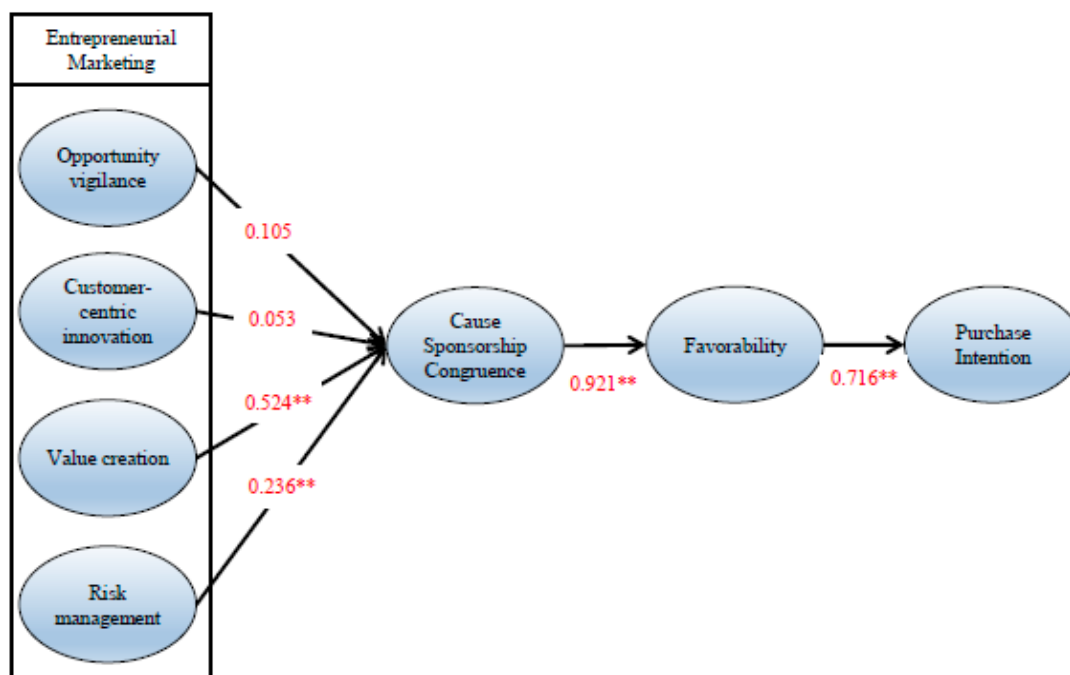 Entrepreneurial
Marketing
Opportunity
vigilance
0.105
Customer-
centric
innovation
0.053
Cause
Sponsorship
Congruence
Favorability
Purchase
Intention
0.921**
0.716**
0.524**
Value creation
0.236**
Risk
management